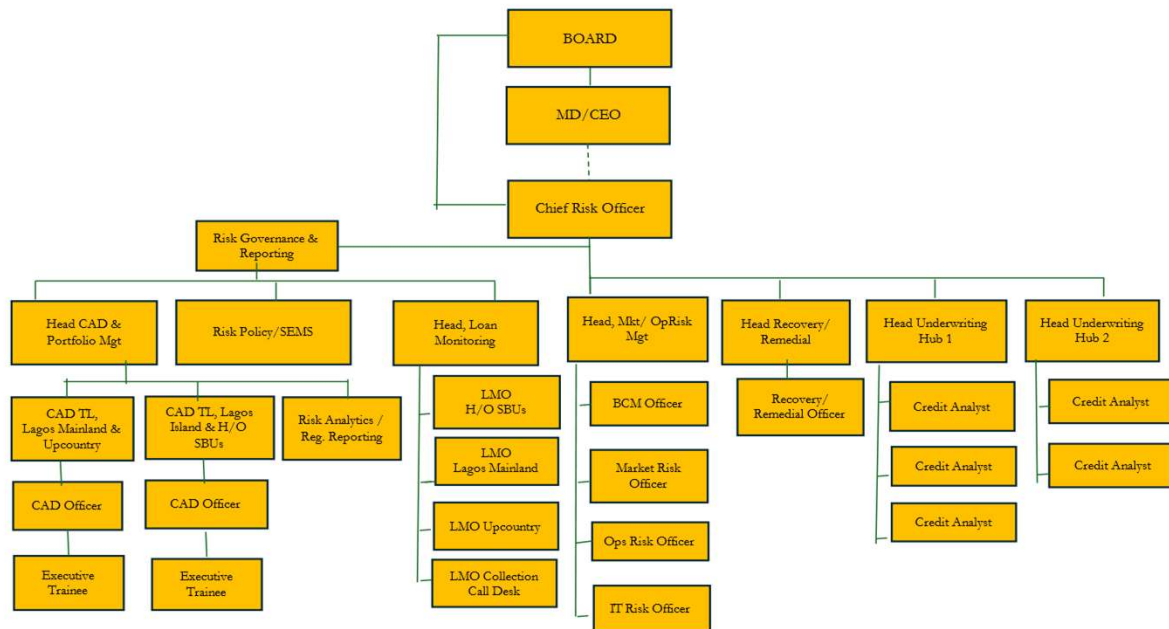 BOARD
MD/CEO
Chief Risk Officer
Risk Governance &
Reporting
Head CAD &
Portfolio Mgt
Risk Policy/SEMS
Head, Loan
Monitoring
Head, Mkt/ OpRisk
Mgt
Head Recovery/
Remedial
Head Underwriting
Hub 1
Head Underwriting
Hub 2
CAD TL,
Lagos Mainland &
Upcountry
CAD TL, Lagos
Island & H/O
SBUs
Risk Analytics /
Reg. Reporting
LMO
H/O SBUs
BCM Officer
Recovery/
Remedial Officer
Credit Analyst
Credit Analyst
LMO
Lagos Mainland
Market Risk
Officer
Credit Analyst
Credit Analyst
CAD Officer
CAD Officer
LMO Upcountry
Ops Risk Officer
Credit Analyst
Executive
Trainee
Executive
Trainee
LMO Collection
Call Desk
IT Risk Officer